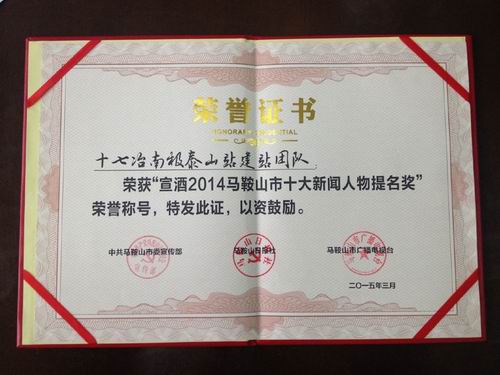 荣誉证书
HONORARY CREDENTIAL
十七冶南极泰山站建站团队
荣获“宣酒2014马鞍山市十大新闻人物提名奖”
荣誉称号，特发此证，以资鼓励。
中共马鞍山市委宣传部 马鞍山日报社 马鞍山市广播电视台
二〇一五年三月